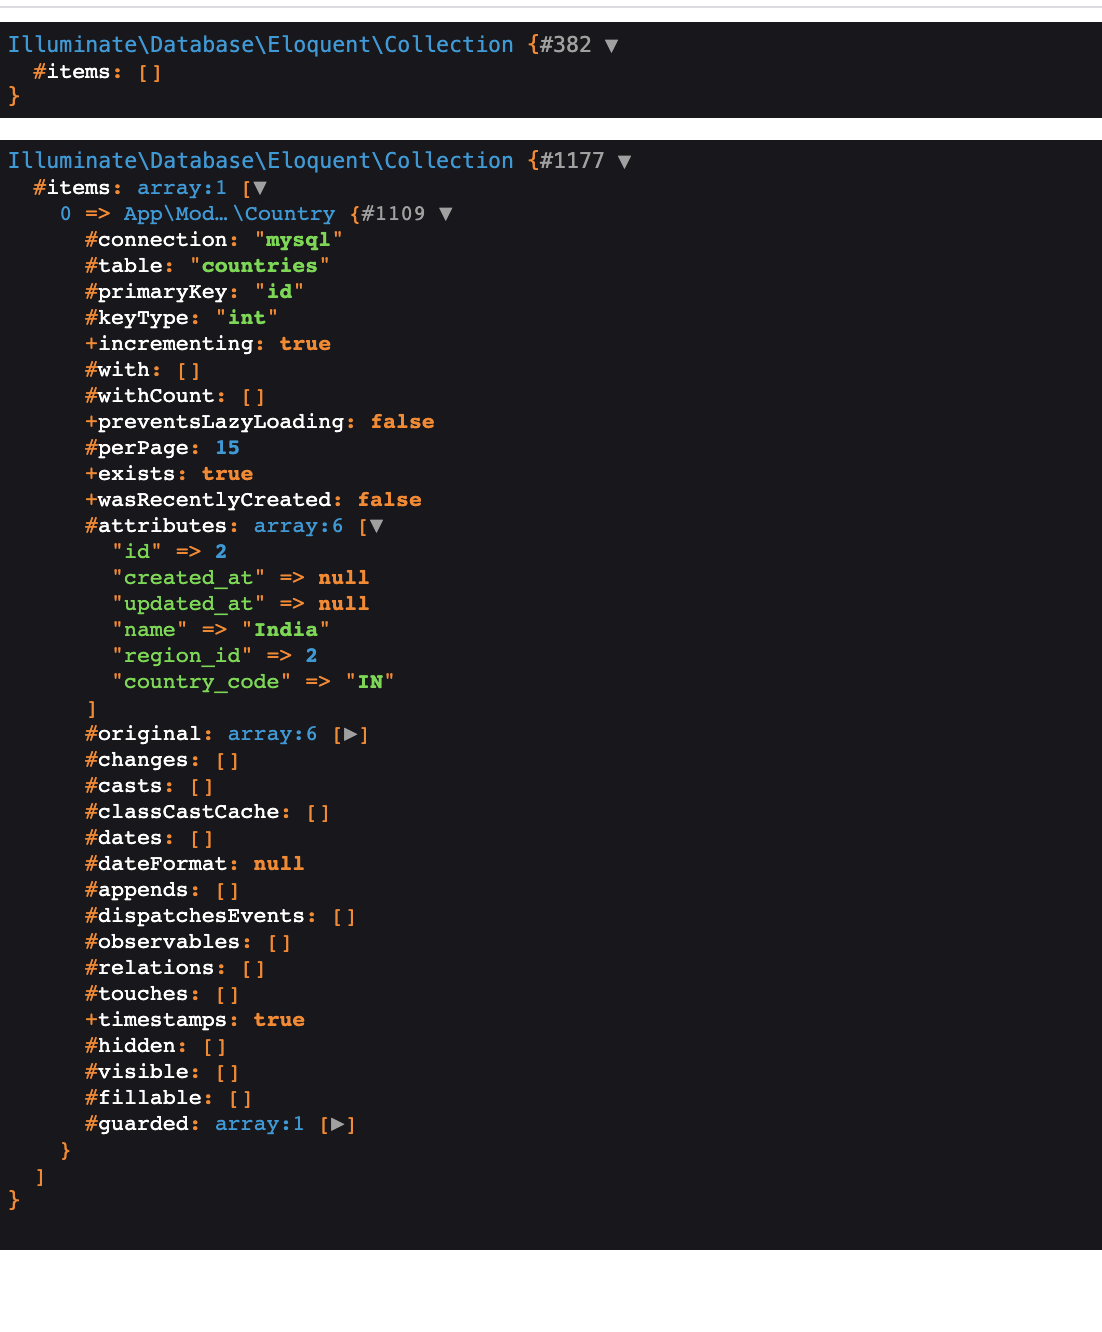 Illuminate\Database\Eloquent\Collection {#382 ▼
#items: []
}
Illuminate\Database\Eloquent\Collection {#1177 ▼
#items: array:1 [▼
0 => App\Mod…\Country {#1109 ▼
#connection: "mysql"
#table: "countries"
#primaryKey: "id"
#keyType: "int"
+incrementing: true
#with: []
#withCount: []
+preventsLazyLoading: false
#perPage: 15
+exists: true
+wasRecentlyCreated: false
#attributes: array:6 [▼
"id" => 2
"created_at" => null
"updated_at" => null
"name" => "India"
"region_id" => 2
"country_code" => "IN"
]
#original: array:6 [▶]
#changes: []
#casts: []
#classCastCache: []
#dates: []
#dateFormat: null
#appends: []
#dispatchesEvents: []
#observables: []
#relations: []
#touches: []
+timestamps: true
#hidden: []
#visible: []
#fillable: []
#guarded: array:1 [▶]
}
]
}